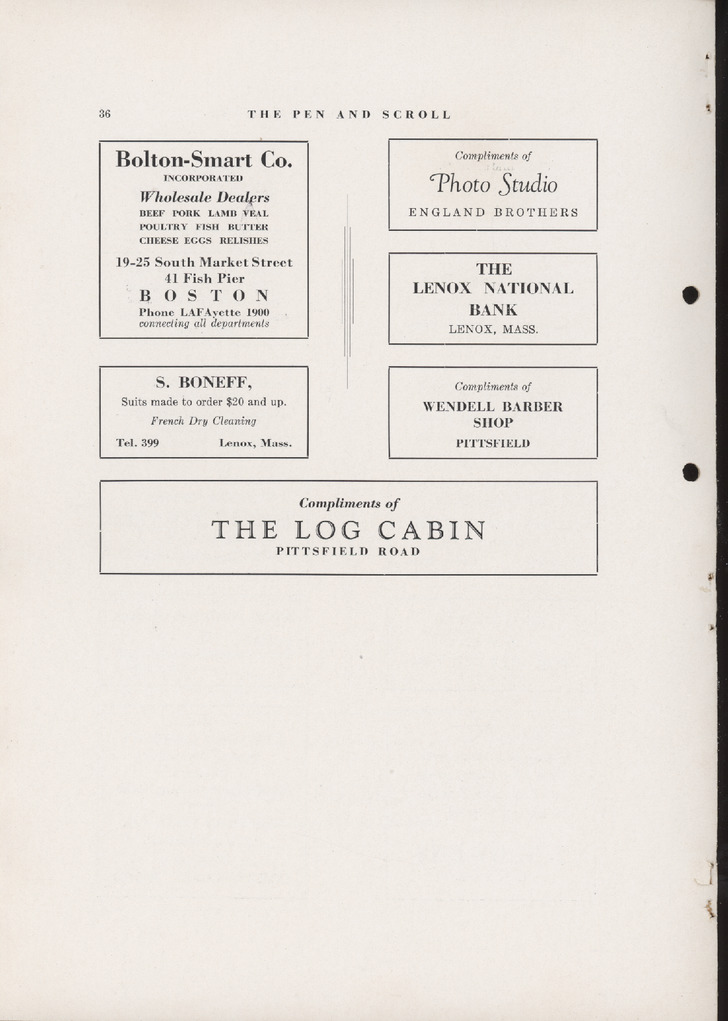 36
THE PEN AND SCROLL
Bolton-Smart Co.
INCORPORATED
Wholesale Dealers
BEEF PORK LAMB VEAL
POULTRY FISH BUTTER
CHEESE EGGS RELISHES
19-25 South Market Street
41 Fish Pier
BOSTON
Phone LAFAyette 1900
connecting all departments
S. BONEFF,
Suits made to order $20 and up.
French Dry Cleaning
Tel. 399 Lenox, Mass.
Compliments of
Photo Studio
ENGLAND BROTHERS
THE
LENOX NATIONAL
BANK
LENOX, MASS.
Compliments of
WENDELL BARBER
SHOP
PITTSFIELD
Compliments of
THE LOG CABIN
PITTSFIELD ROAD